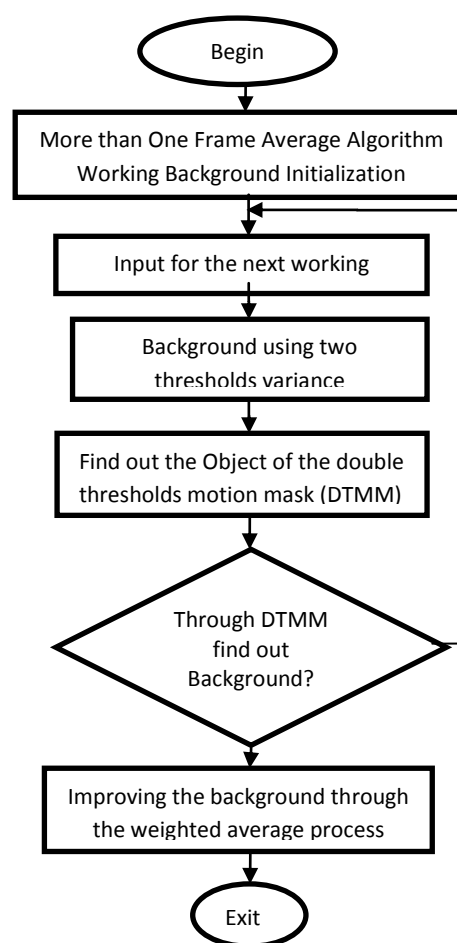 Begin
More than One Frame Average Algorithm
Working Background Initialization
Input for the next working
Background using two
thresholds variance
Find out the Object of the double
thresholds motion mask (DTMM)
Through DTMM
find out
Background?
Improving the background through
the weighted average process
Exit